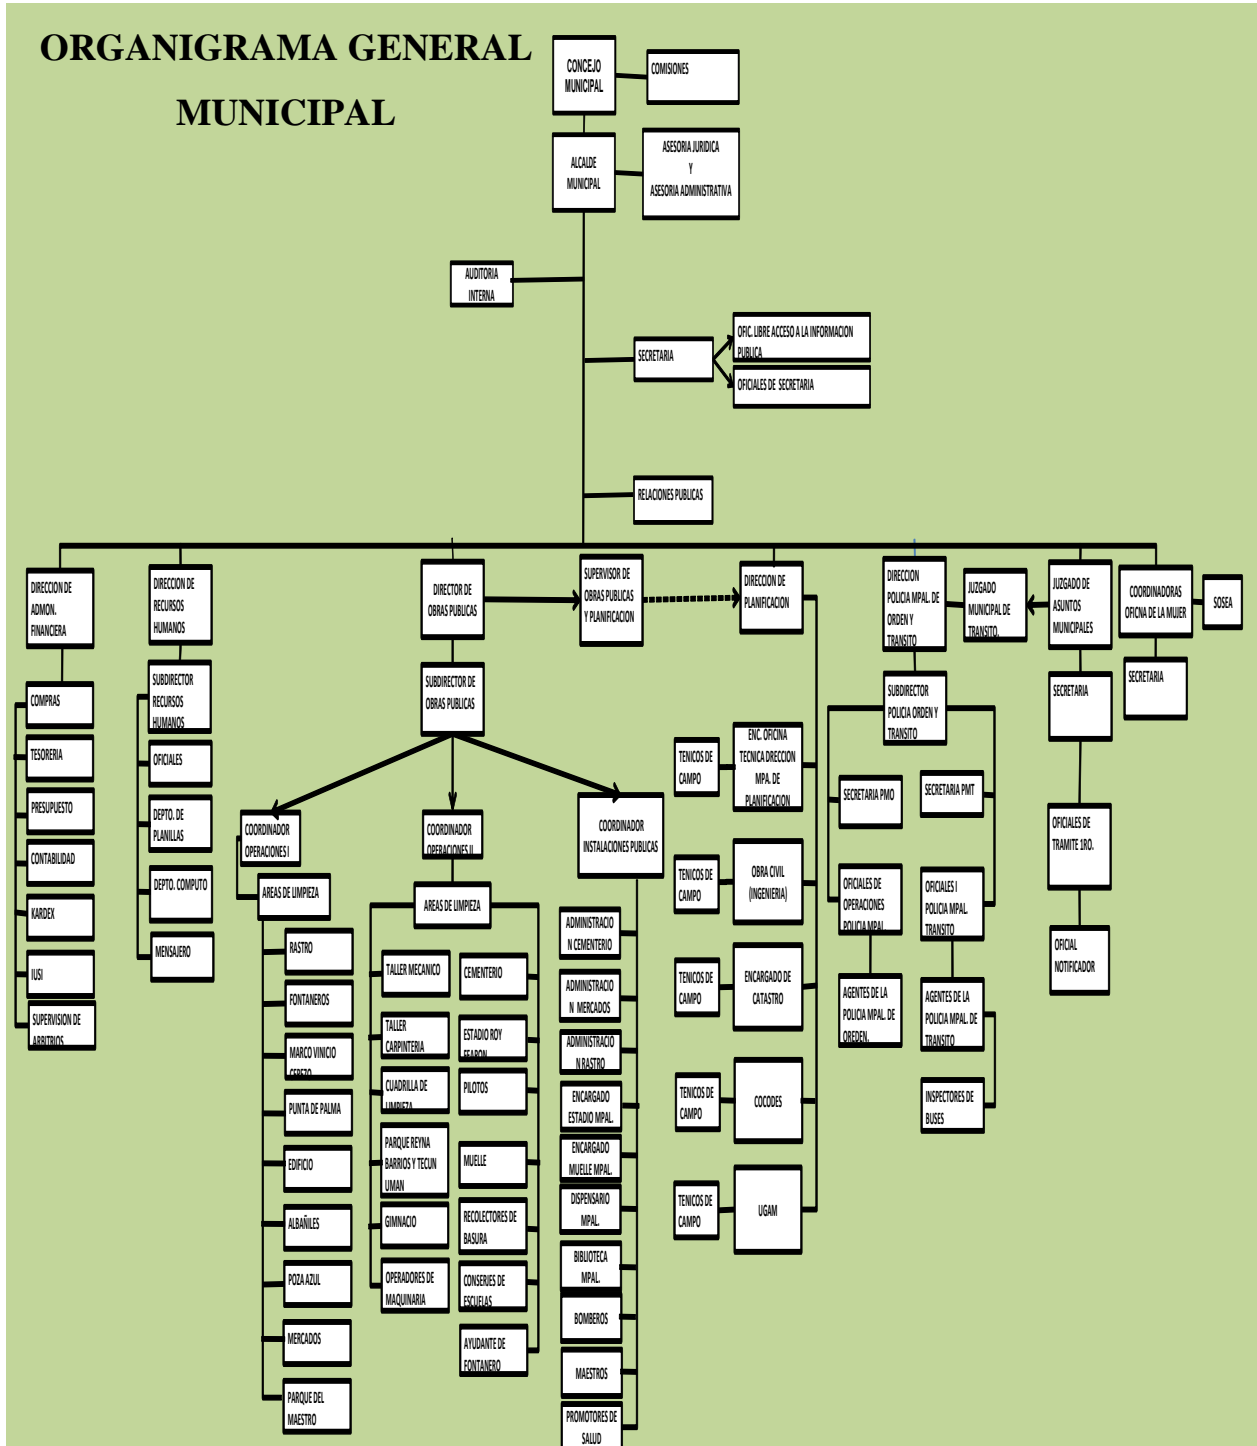 ORGANIGRAMA GENERAL
MUNICIPAL
CONCEJO
MUNICIPAL
COMISIONES
ALCALDE
MUNICIPAL
ASESORIA JURIDICA
Y
ASESORIA ADMINISTRATIVA
AUDITORIA
INTERNA
SECRETARIA
OFIC. LIBRE ACCESO A LA INFORMACION
PUBLICA
OFICIALES DE SECRETARIA
RELACIONES PUBLICAS
DIRECCION DE
ADMON.
FINANCIERA
DIRECCION DE
RECURSOS
HUMANOS
DIRECTOR DE
OBRAS PUBLICAS
SUPERVISOR DE
OBRAS PUBLICAS
Y PLANIFICACION
DIRECCION DE
PLANIFICACION
DIRECCION
POLICIA MPAL. DE
ORDEN Y
TRANSITO
JUZGADO
MUNICIPAL DE
TRANSITO.
JUZGADO DE
ASUNTOS
MUNICIPALES
COORDINADORAS
OFICNA DE LA MUJER
SOSEA
COMPRAS
TESORERIA
PRESUPUESTO
CONTABILIDAD
KARDEX
IUSI
SUPERVISION DE
ARBITRIOS
SUBDIRECTOR
RECURSOS
HUMANOS
OFICIALES
DEPTO. DE
PLANILLAS
DEPTO. COMPUTO
MENSAJERO
SUBDIRECTOR DE
OBRAS PUBLICAS
COORDINADOR
OPERACIONES I
AREAS DE LIMPIEZA
RASTRO
FONTANEROS
MARCO VINICIO
CEREZO
PUNTA DE PALMA
EDIFICIO
ALBAÑILES
POZA AZUL
MERCADOS
PARQUE DEL
MAESTRO
COORDINADOR
OPERACIONES II
AREAS DE LIMPIEZA
TALLER MECANICO
TALLER
CARPINTERIA
CUADRILLA DE
LIMPIEZA
PARQUE REYNA
BARRIOS Y TECUN
UMAN
GIMNACIO
OPERADORES DE
MAQUINARIA
CEMENTERIO
ESTADIO ROY
FEARON
PILOTOS
MUELLE
RECOLECTORES DE
BASURA
CONSERJES DE
ESCUELAS
AYUDANTE DE
FONTANERO
COORDINADOR
INSTALACIONES PUBLICAS
ADMINISTRACIO
N CEMENTERIO
ADMINISTRACIO
N MERCADOS
ADMINISTRACIO
N RASTRO
ENCARGADO
ESTADIO MPAL.
ENCARGADO
MUELLE MPAL.
DISPENSARIO
MPAL.
BIBLIOTECA
MPAL.
BOMBEROS
MAESTROS
PROMOTORES DE
SALUD
TENICOS DE
CAMPO
ENC. OFICINA
TECNICA DRECCION
MPA. DE
PLANIFICACION
TENICOS DE
CAMPO
OBRA CIVIL
(INGENIERIA)
TENICOS DE
CAMPO
ENCARGADO DE
CATASTRO
TENICOS DE
CAMPO
COCODES
TENICOS DE
CAMPO
UGAM
SUBDIRECTOR
POLICIA ORDEN Y
TRANSITO
SECRETARIA PMO
SECRETARIA PMT
OFICIALES DE
OPERACIONES
POLICIA MPAL.
OFICIALES I
POLICIA MPAL.
TRANSITO
AGENTES DE LA
POLICIA MPAL. DE
OREDEN.
AGENTES DE LA
POLICIA MPAL. DE
TRANSITO
INSPECTORES DE
BUSES
SECRETARIA
OFICIALES DE
TRAMITE 1RO.
OFICIAL
NOTIFICADOR
SECRETARIA